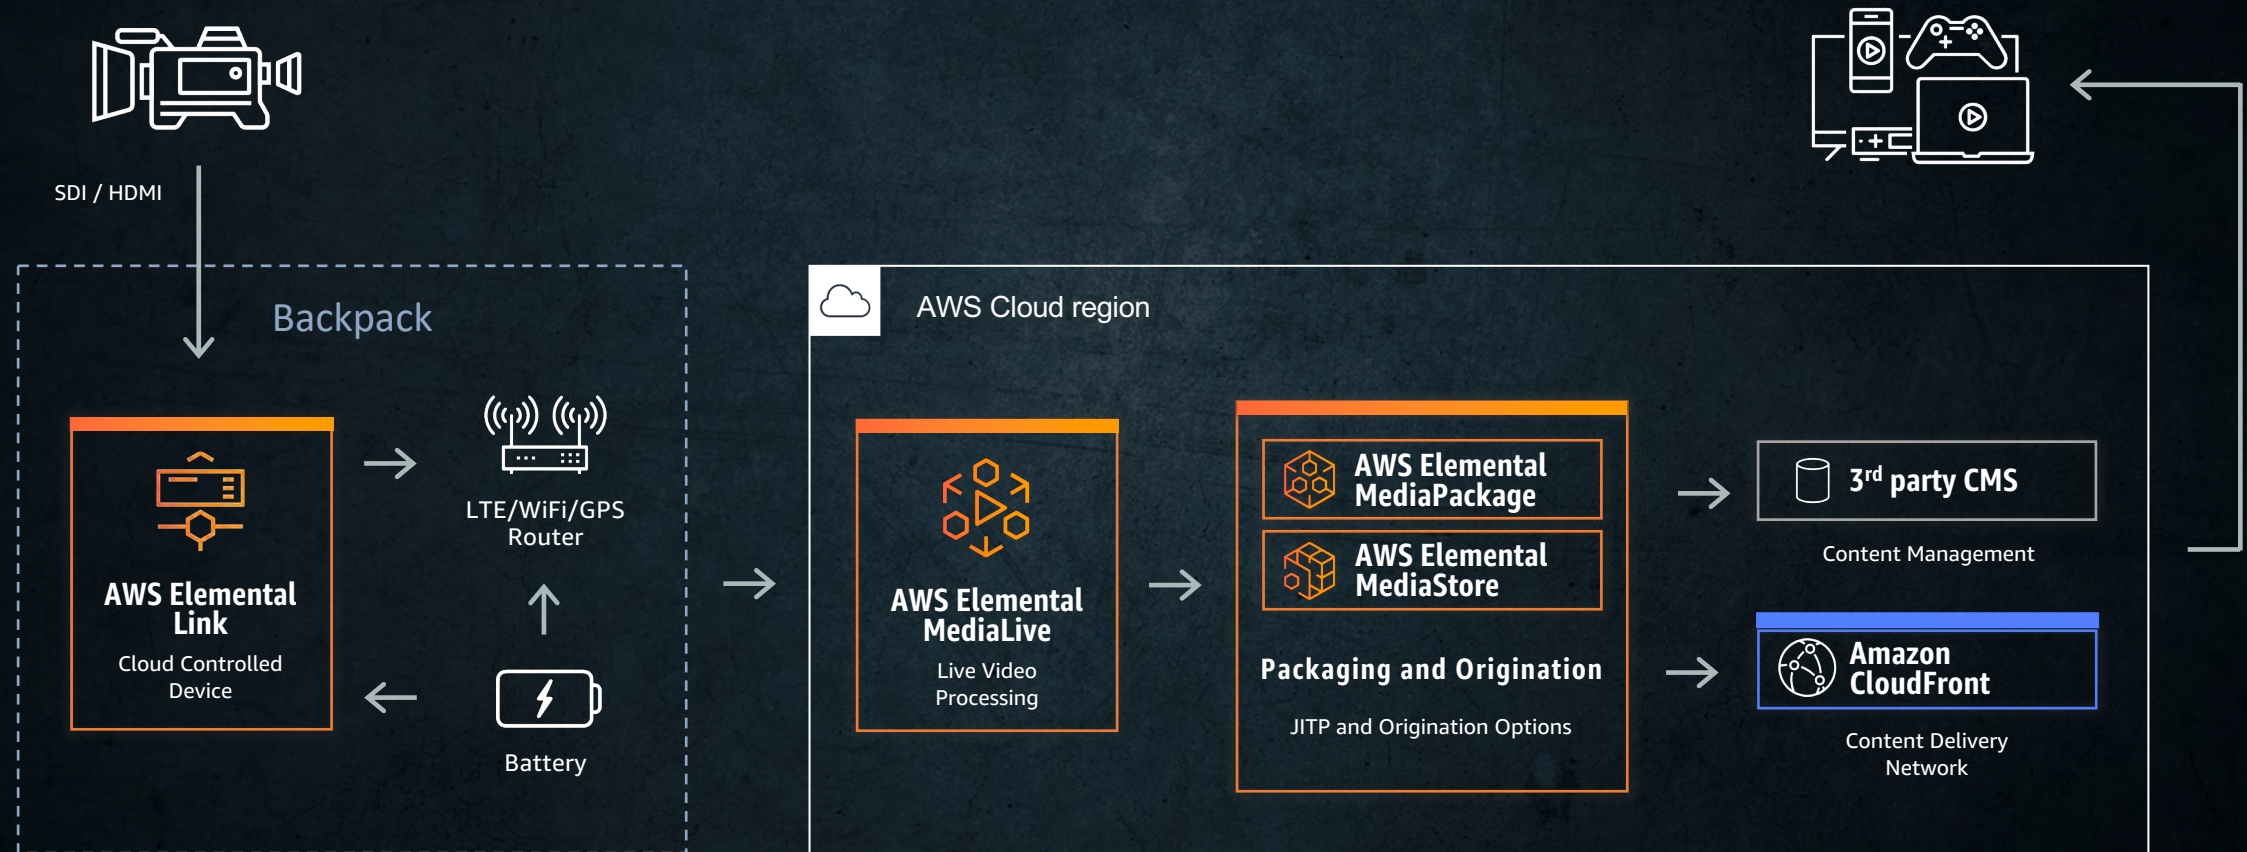 SDI / HDMI
Backpack
AWS Elemental
Link
Cloud Controlled
Device
LTE/WiFi/GPS
Router
Battery
AWS Cloud region
AWS Elemental
MediaLive
Live Video
Processing
AWS Elemental
MediaPackage
AWS Elemental
MediaStore
Packaging and Origination
JITP and Origination Options
3rd party CMS
Content Management
Amazon
CloudFront
Content Delivery
Network